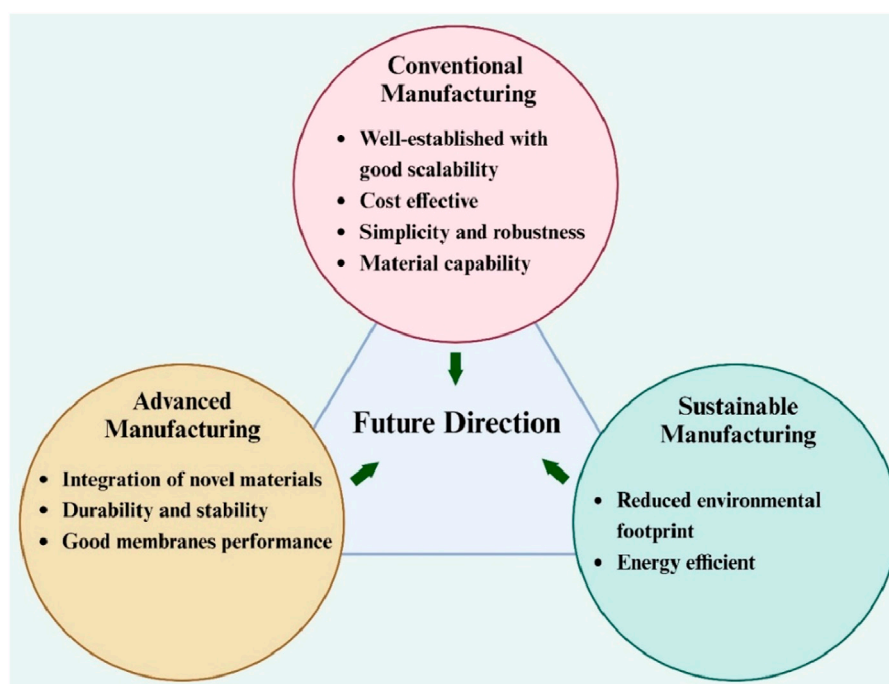 Conventional
Manufacturing
• Well-established with
good scalability
• Cost effective
• Simplicity and robustness
• Material capability
Future Direction
Advanced
Manufacturing
• Integration of novel materials
• Durability and stability
• Good membranes performance
Sustainable
Manufacturing
• Reduced environmental
footprint
• Energy efficient